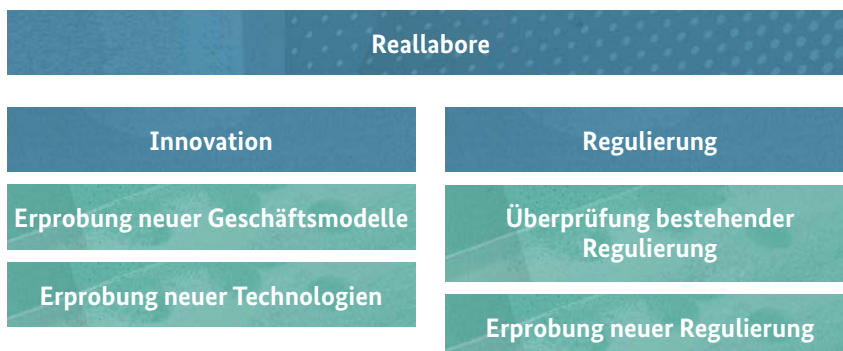 Reallabore
Innovation
Erprobung neuer Geschäftsmodelle
Erprobung neuer Technologien
Regulierung
Überprüfung bestehender
Regulierung
Erprobung neuer Regulierung